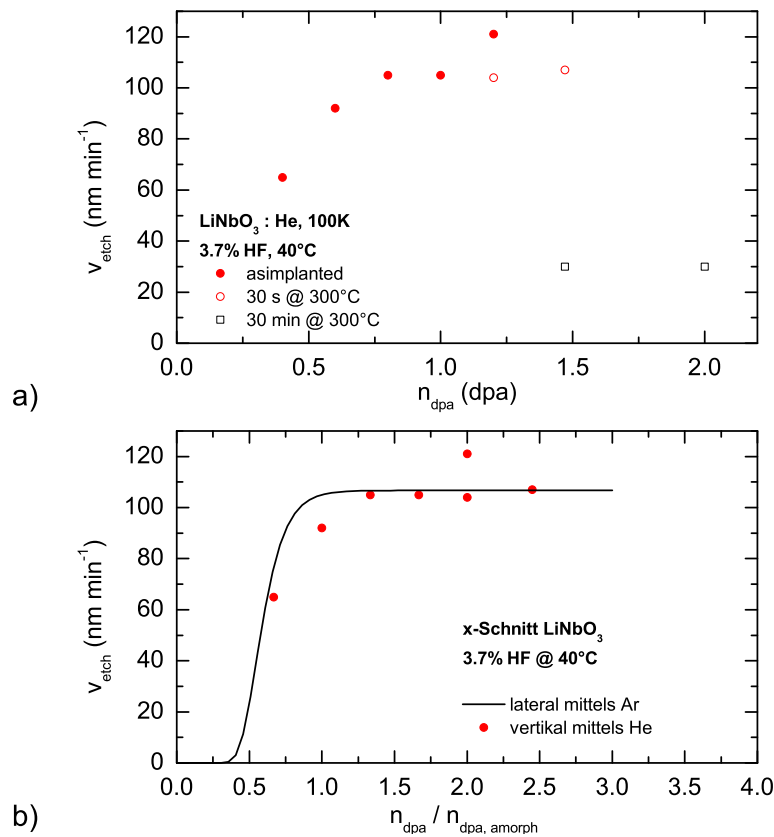 120
100
80
60
40
20
0
v_etch (nm min⁻¹)
LiNbO₃ : He, 100K
3.7% HF, 40°C
asimplanted
30 s @ 300°C
30 min @ 300°C
0.0 0.5 1.0 1.5 2.0
n_dpa (dpa)
a)
120
100
80
60
40
20
0
v_etch (nm min⁻¹)
x-Schnitt LiNbO₃
3.7% HF @ 40°C
lateral mittels Ar
vertikal mittels He
0.0 0.5 1.0 1.5 2.0 2.5 3.0 3.5 4.0
n_dpa / n_dpa, amorph
b)